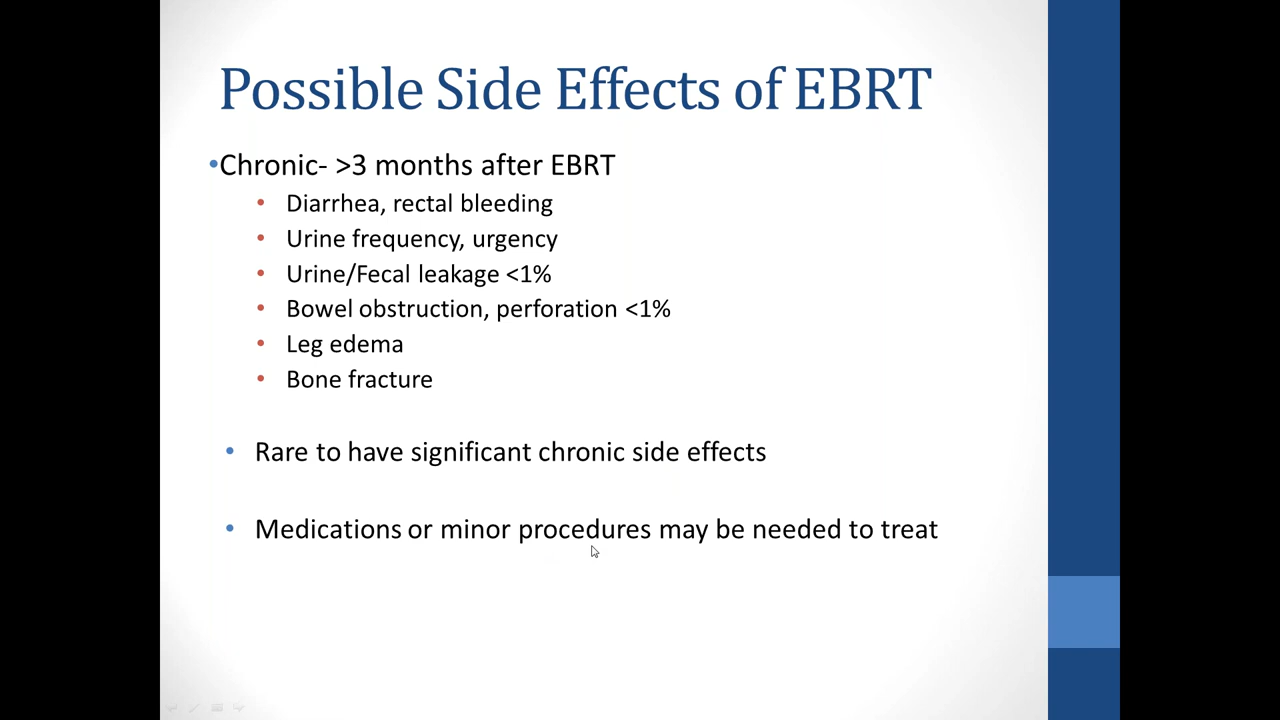 Possible Side Effects of EBRT
•Chronic- >3 months after EBRT
• Diarrhea, rectal bleeding
• Urine frequency, urgency
• Urine/Fecal leakage <1%
• Bowel obstruction, perforation <1%
• Leg edema
• Bone fracture
• Rare to have significant chronic side effects
• Medications or minor procedures may be needed to treat